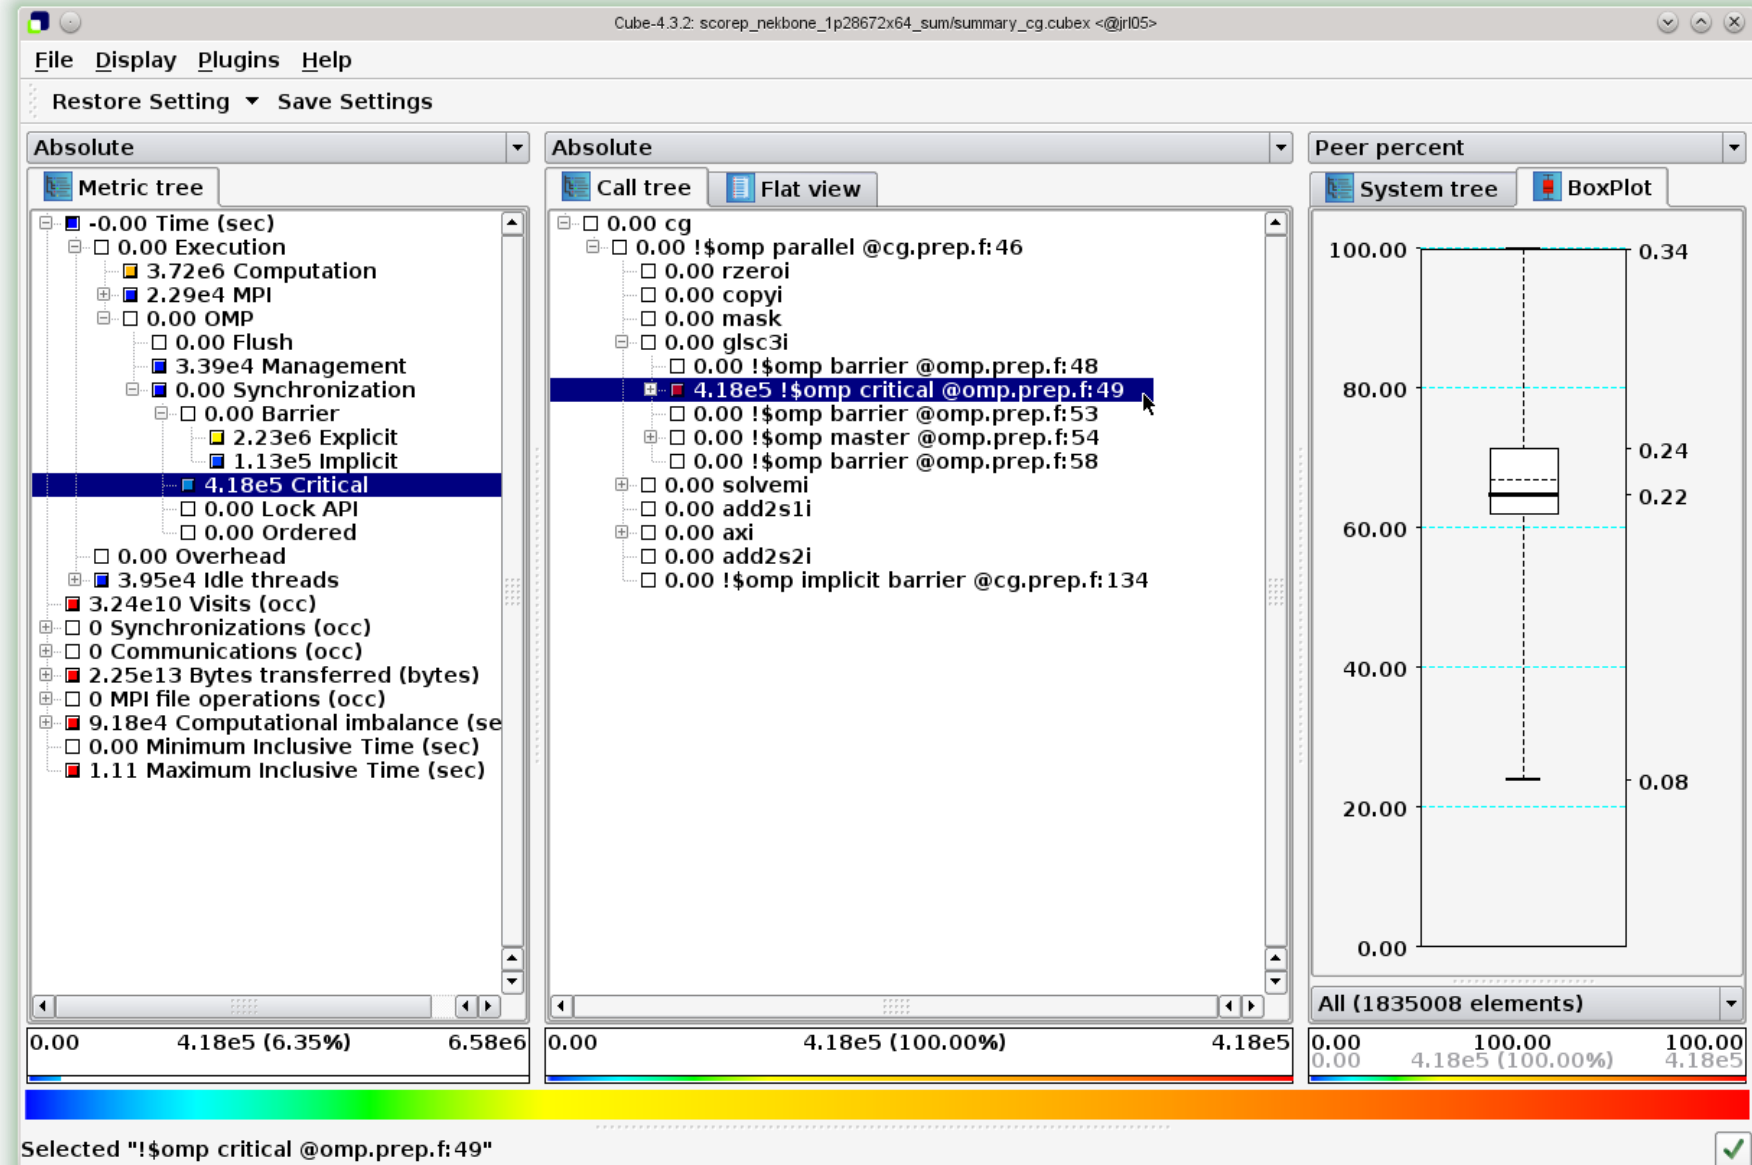 Cube-4.3.2: scorep_nekbone_1p28672x64_sum/summary_cg.cubex <@jrl05>
File Display Plugins Help
Restore Setting Save Settings
Absolute
Metric tree
-0.00 Time (sec)
0.00 Execution
3.72e6 Computation
2.29e4 MPI
0.00 OMP
0.00 Flush
3.39e4 Management
0.00 Synchronization
0.00 Barrier
2.23e6 Explicit
1.13e5 Implicit
4.18e5 Critical
0.00 Lock API
0.00 Ordered
0.00 Overhead
3.95e4 Idle threads
3.24e10 Visits (occ)
0 Synchronizations (occ)
0 Communications (occ)
2.25e13 Bytes transferred (bytes)
0 MPI file operations (occ)
9.18e4 Computational imbalance (se
0.00 Minimum Inclusive Time (sec)
1.11 Maximum Inclusive Time (sec)
0.00 4.18e5 (6.35%) 6.58e6
Absolute
Call tree Flat view
0.00 cg
0.00 !$omp parallel @cg.prep.f:46
0.00 rzeroi
0.00 copyi
0.00 mask
0.00 glsc3i
0.00 !$omp barrier @omp.prep.f:48
4.18e5 !$omp critical @omp.prep.f:49
0.00 !$omp barrier @omp.prep.f:53
0.00 !$omp master @omp.prep.f:54
0.00 !$omp barrier @omp.prep.f:58
0.00 solvemi
0.00 add2s1i
0.00 axi
0.00 add2s2i
0.00 !$omp implicit barrier @cg.prep.f:134
0.00 4.18e5 (100.00%) 4.18e5
Peer percent
System tree BoxPlot
100.00 0.34
80.00
0.24
0.22
60.00
40.00
0.08
20.00
0.00
All (1835008 elements)
0.00 100.00 100.00
0.00 4.18e5 (100.00%) 4.18e5
Selected "!$omp critical @omp.prep.f:49"